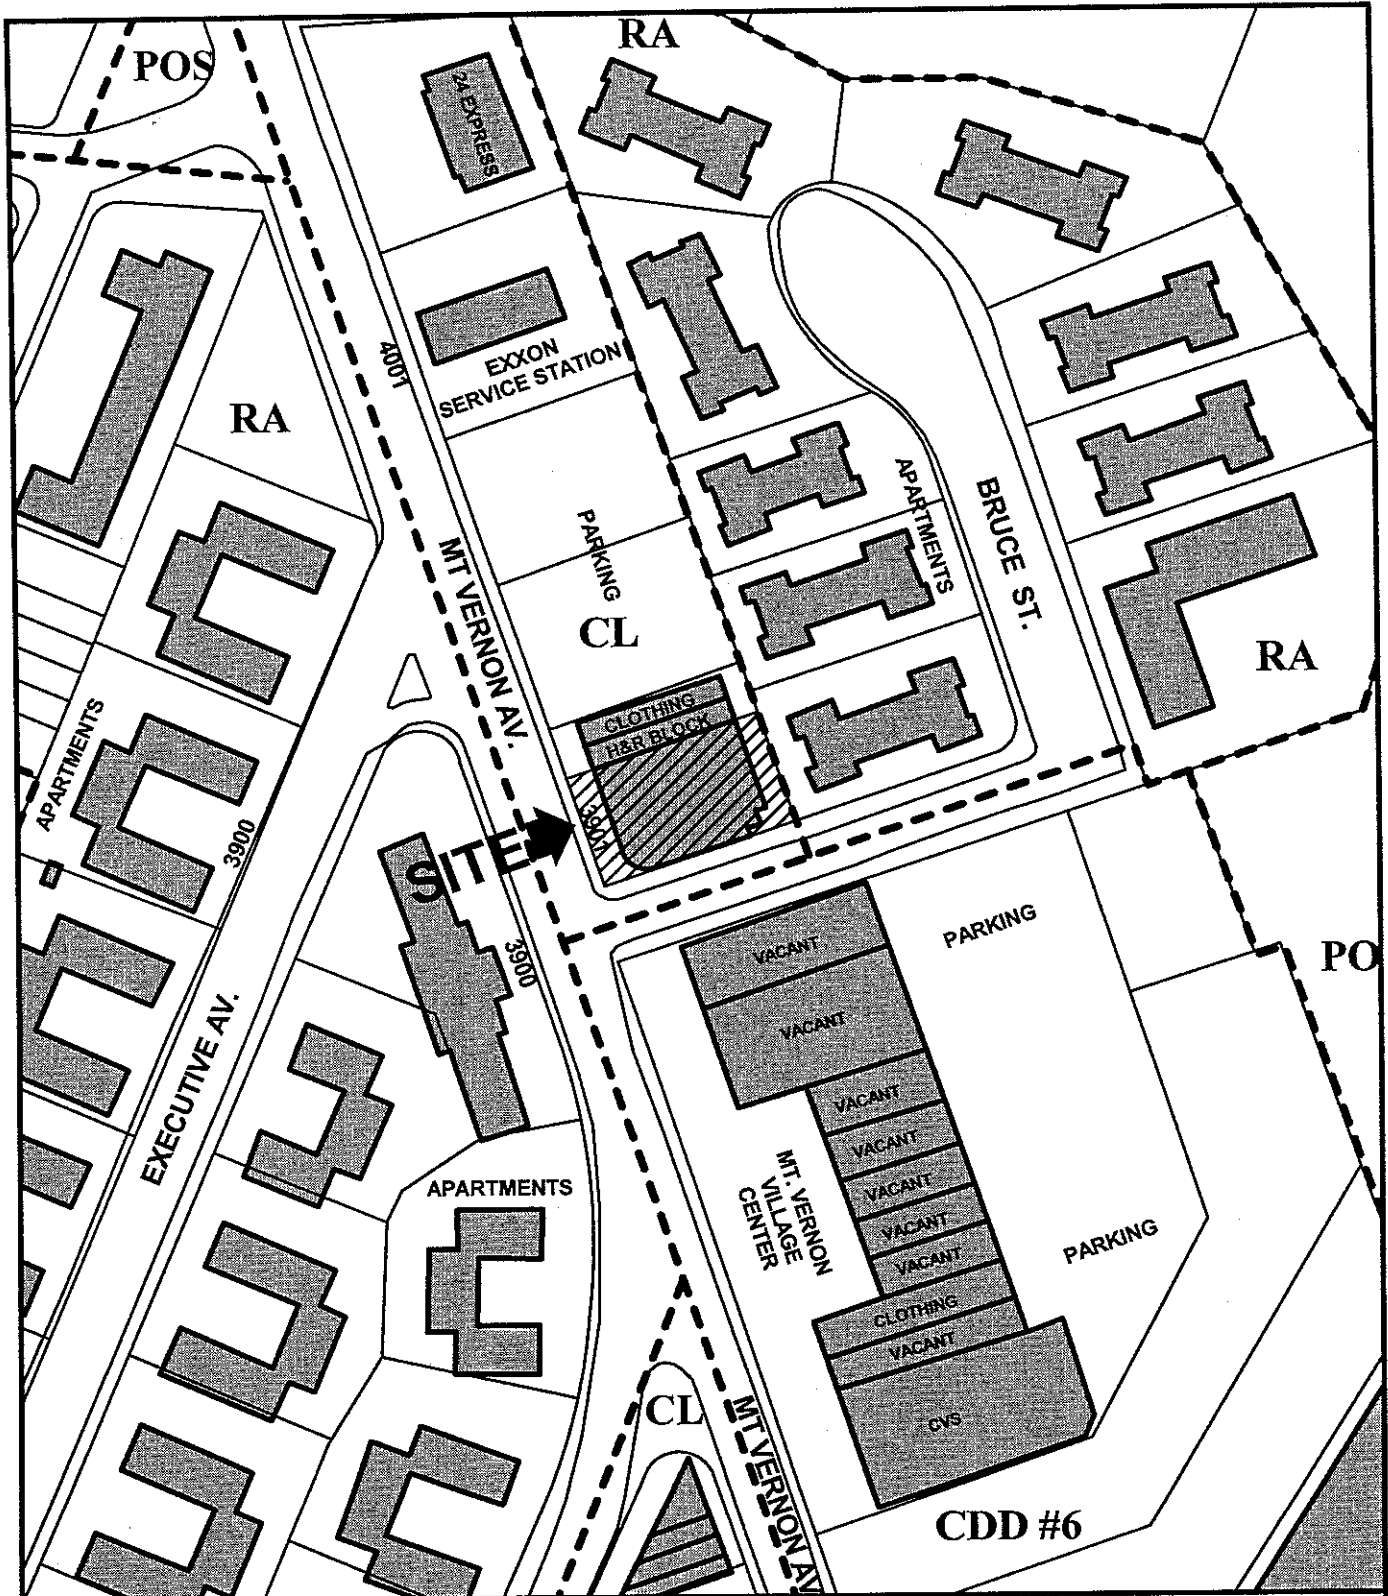 RA
POS
24 EXPRESS
4001
EXXON
SERVICE STATION
RA
APARTMENTS
BRUCE ST.
PARKING
MT VERNON AV.
CL
RA
CLOTHING
H&R BLOCK
APARTMENTS
3900
3901
SITE
3900
PARKING
VACANT
PO
VACANT
EXECUTIVE AV.
VACANT
VACANT
APARTMENTS
MT. VERNON
VILLAGE
CENTER
VACANT
VACANT
PARKING
VACANT
CLOTHING
VACANT
CL
CVS
MT VERNON AV
CDD #6